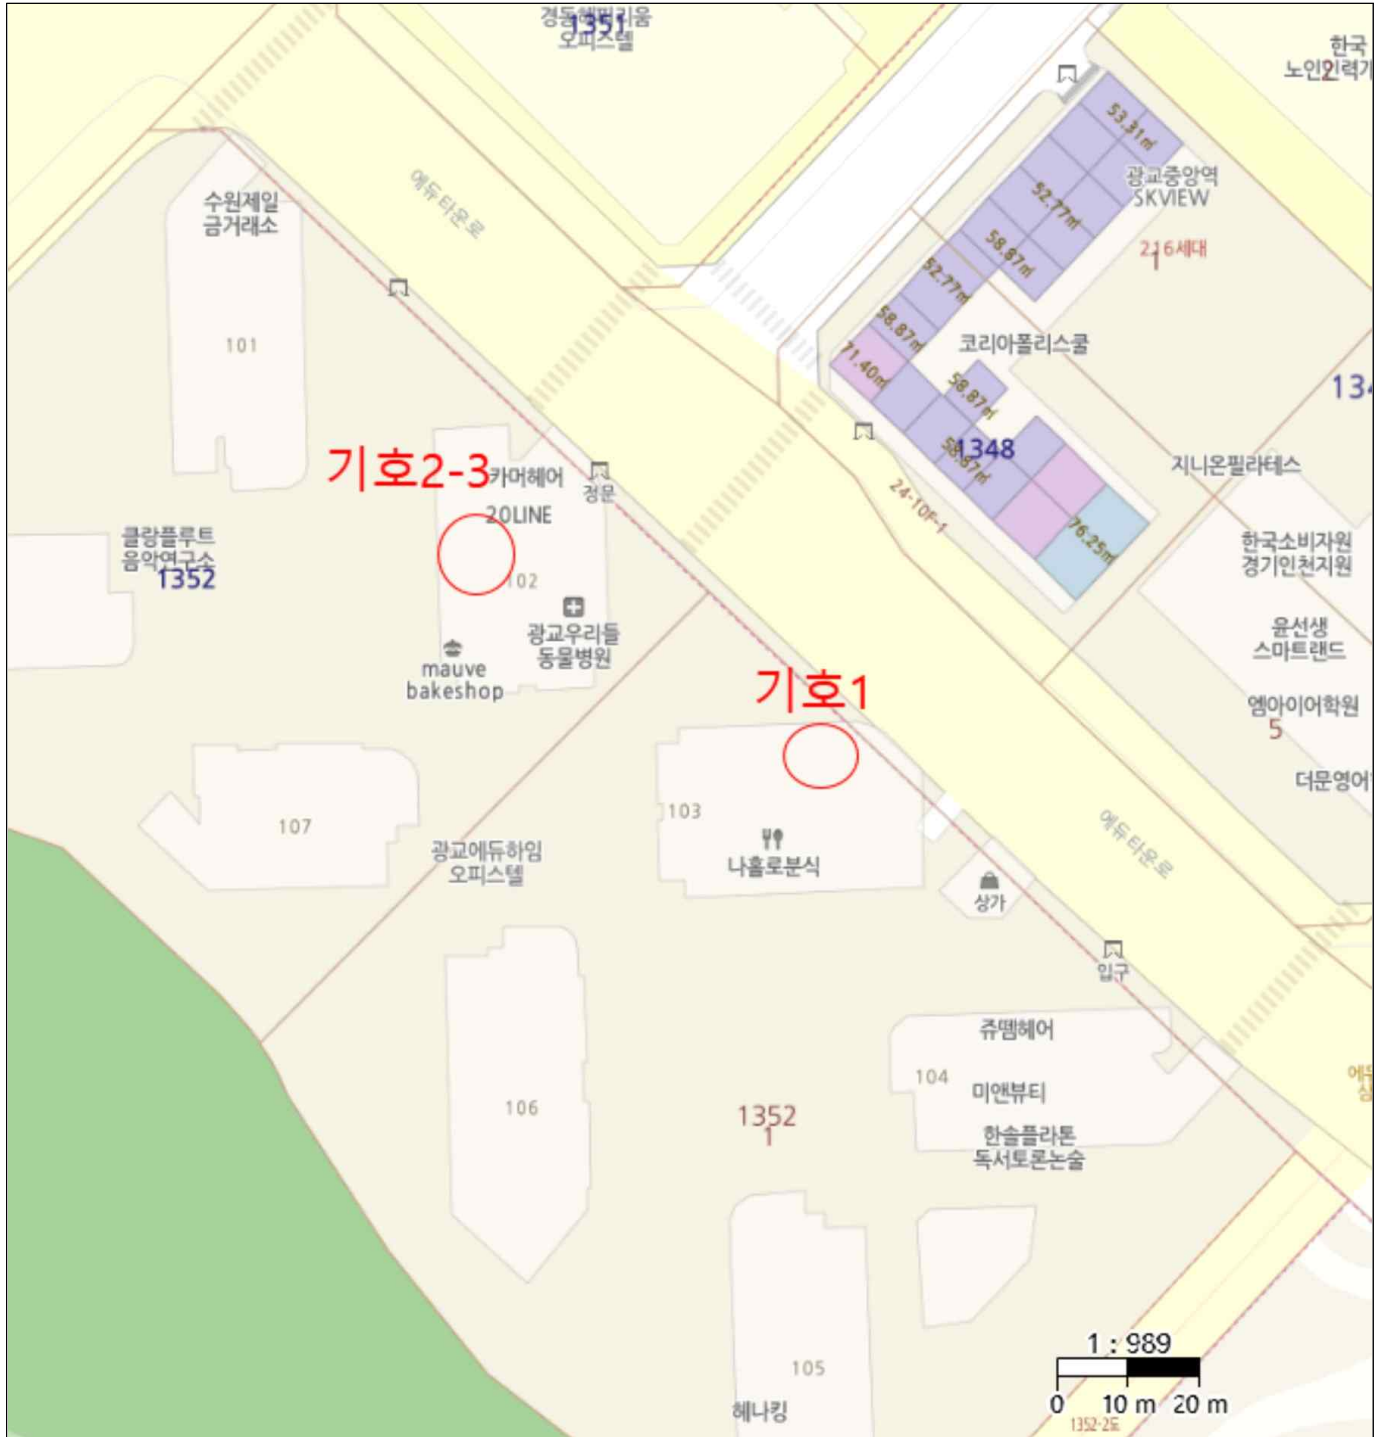 경동해피리움
오피스텔
1351
한국
2
53.31㎡
광교중앙역
SKVIEW
수원제일
금거래소
에듀타운로
52.77㎡
216세대
1
58.87㎡
52.77㎡
58.87㎡
101
코리아폴리스쿨
71.40㎡
58.87㎡
134
기호2-3
카머헤어
정문
1348
58.87㎡
지니온필라테스
20LINE
24-10F-1
클랑플루트
음악연구소
1352
76.25㎡
한국소비자원
경기인천지원
102
광교우리들
동물병원
윤선생
스마트랜드
mauve
bakeshop
기호1
엠아이어학원
5
더문영어
107
103
에듀타운로
광교에듀하임
오피스텔
나홀로분식
상가
입구
쥬뗌헤어
104
미앤뷰티
106
1352
1
한솔플라톤
독서토론논술
1 : 989
105
0 10 m 20 m
헤나킹
1352-2도